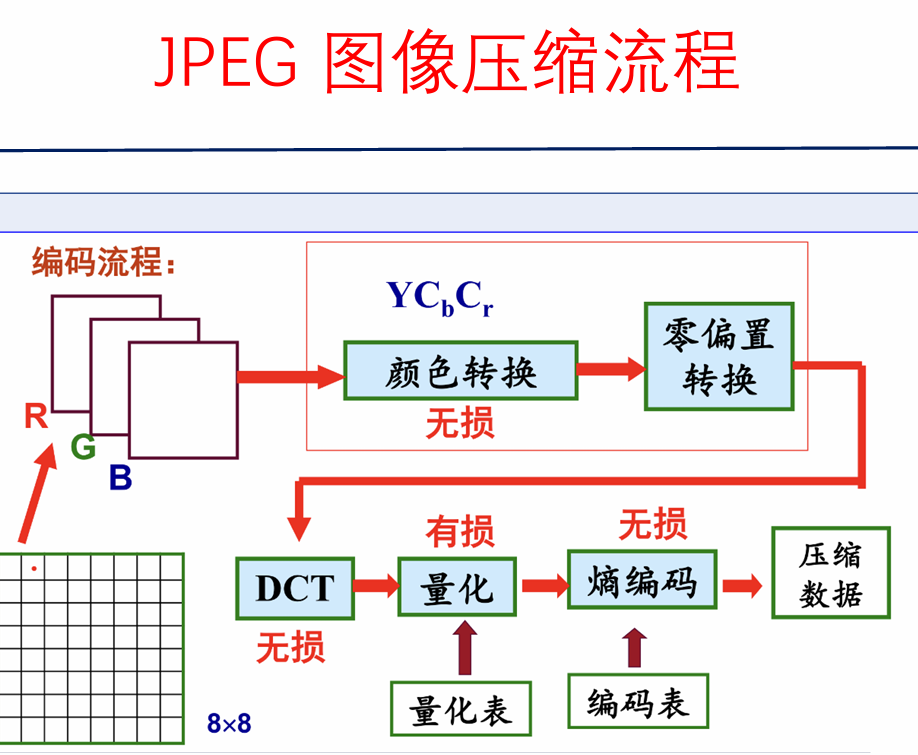 JPEG 图像压缩流程
编码流程：
YCbCr
颜色转换
无损
零偏置
转换
R
G
B
有损
无损
DCT
量化
熵编码
压缩
数据
无损
量化表
编码表
8×8